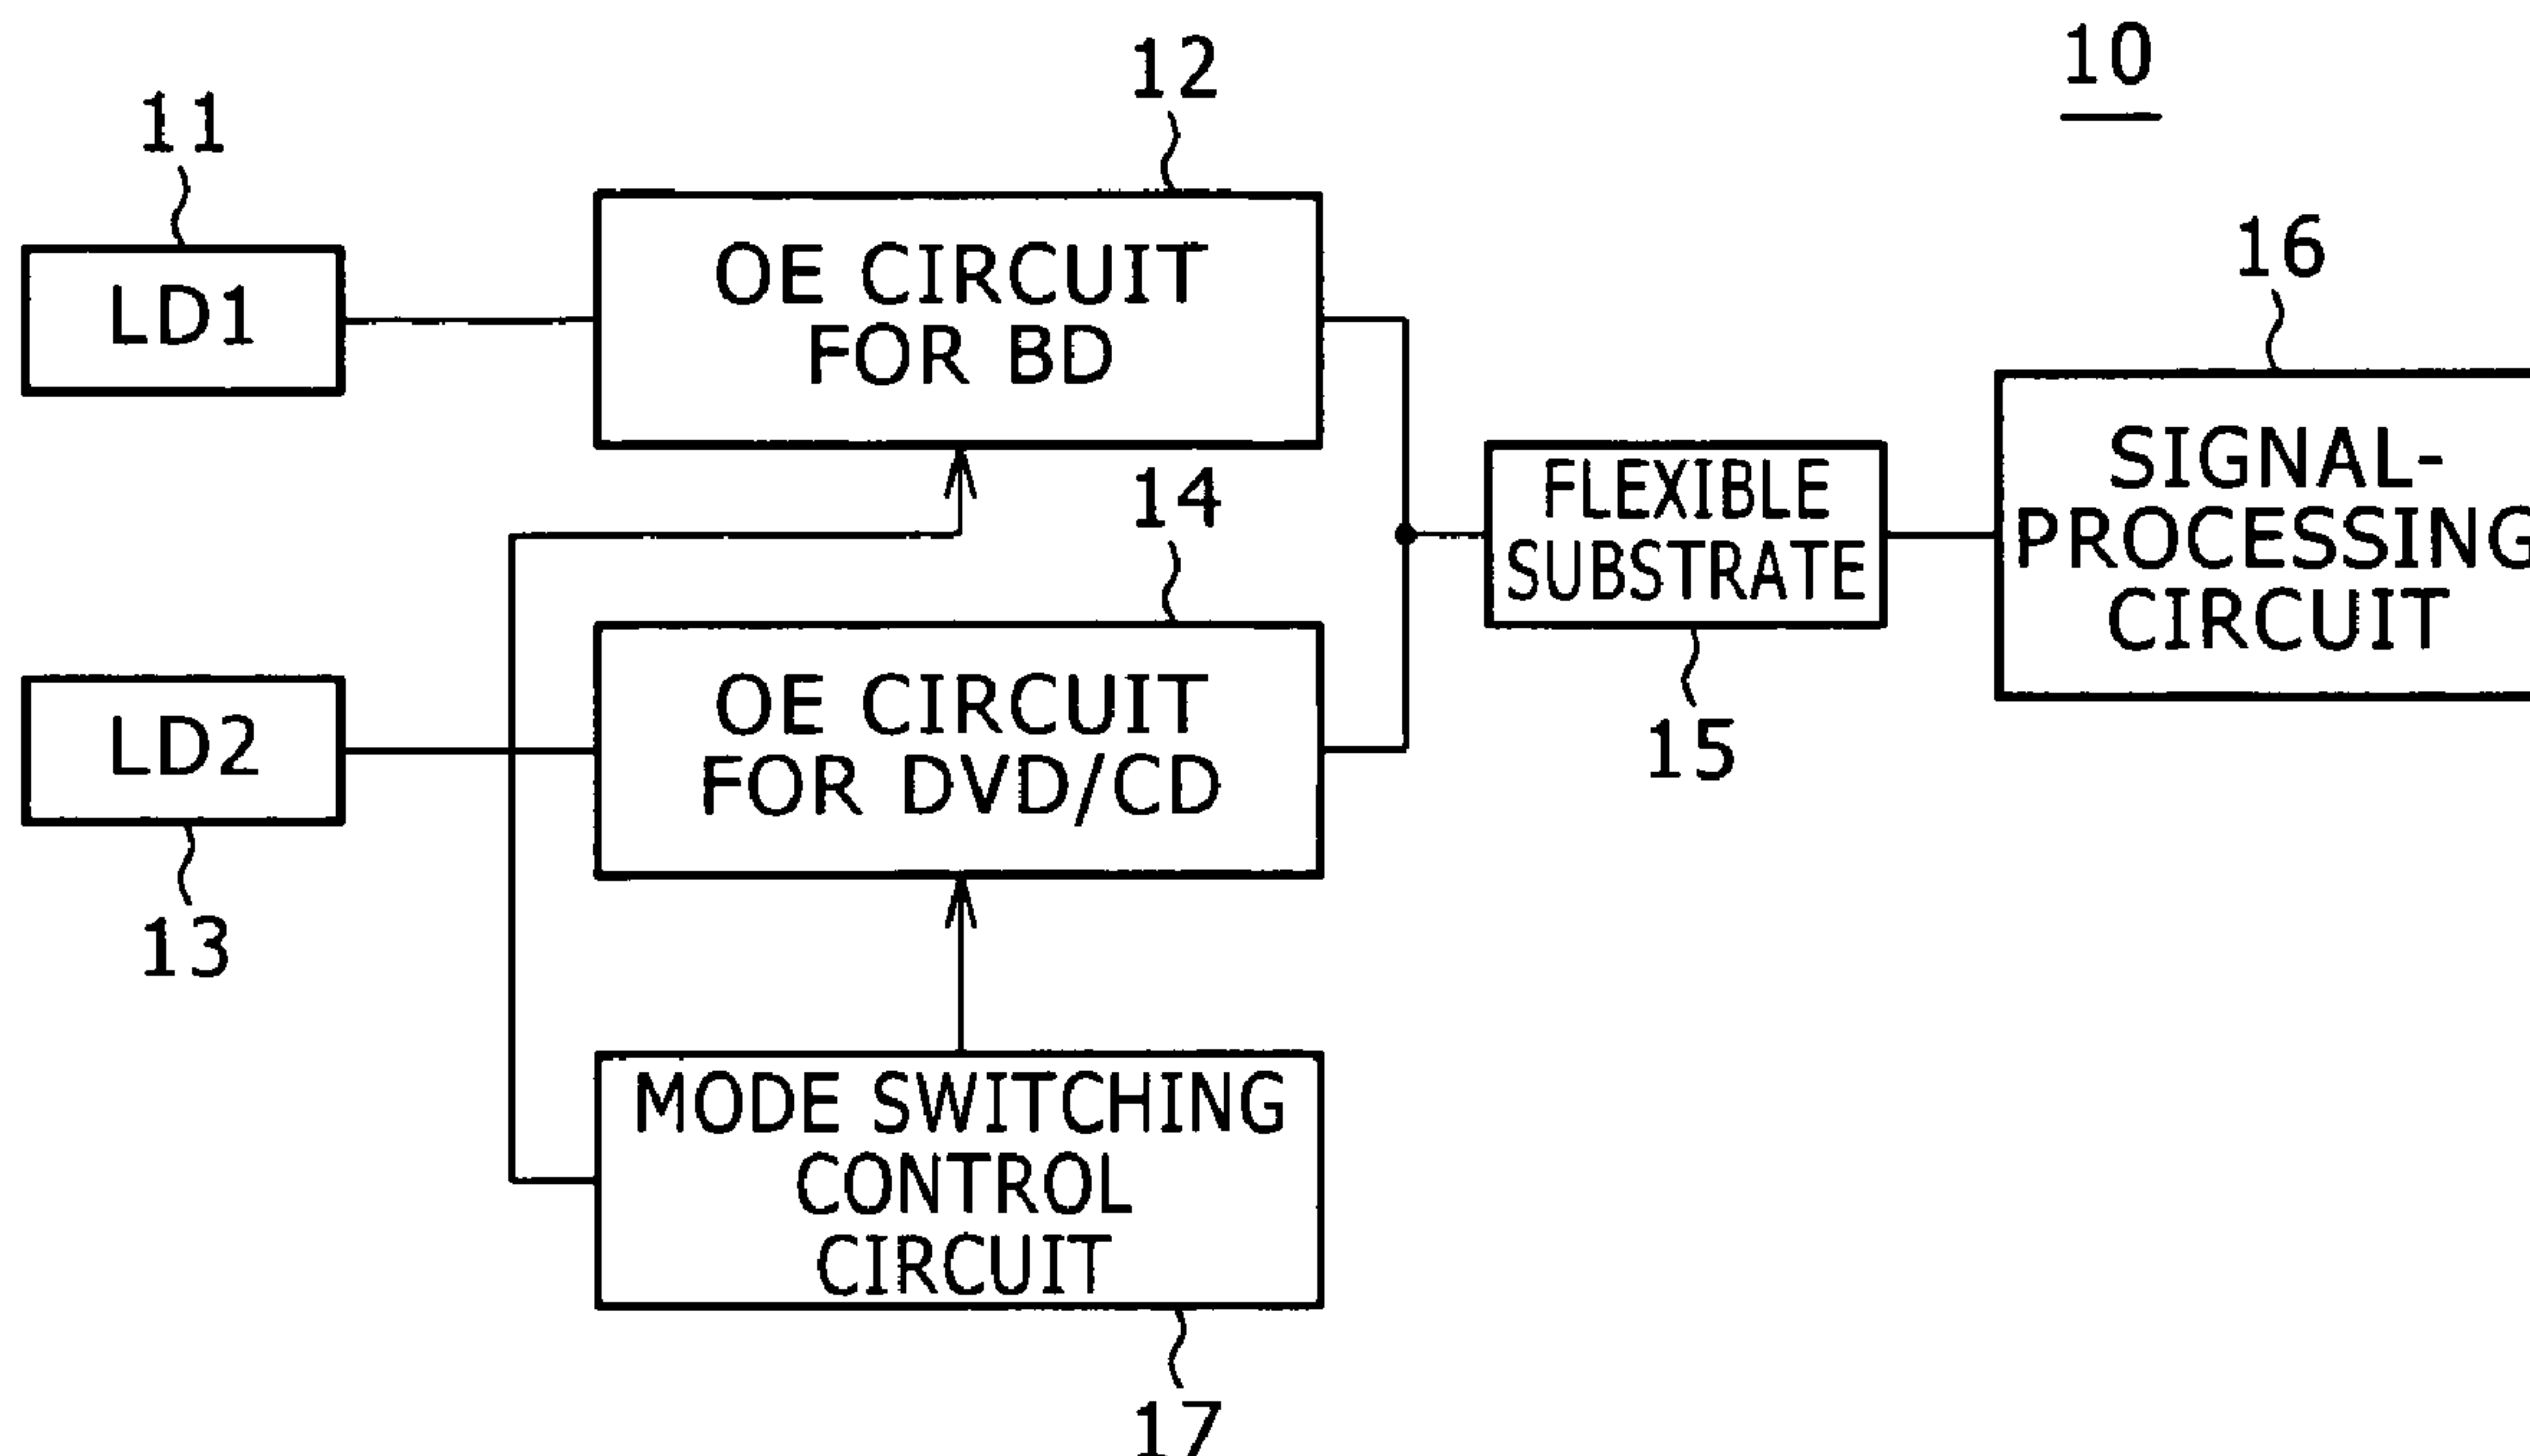 10
12
11
OE CIRCUIT
FOR BD
LD1
16
SIGNAL-
PROCESSING
CIRCUIT
14
FLEXIBLE
SUBSTRATE
15
OE CIRCUIT
FOR DVD/CD
LD2
13
MODE SWITCHING
CONTROL
CIRCUIT
17